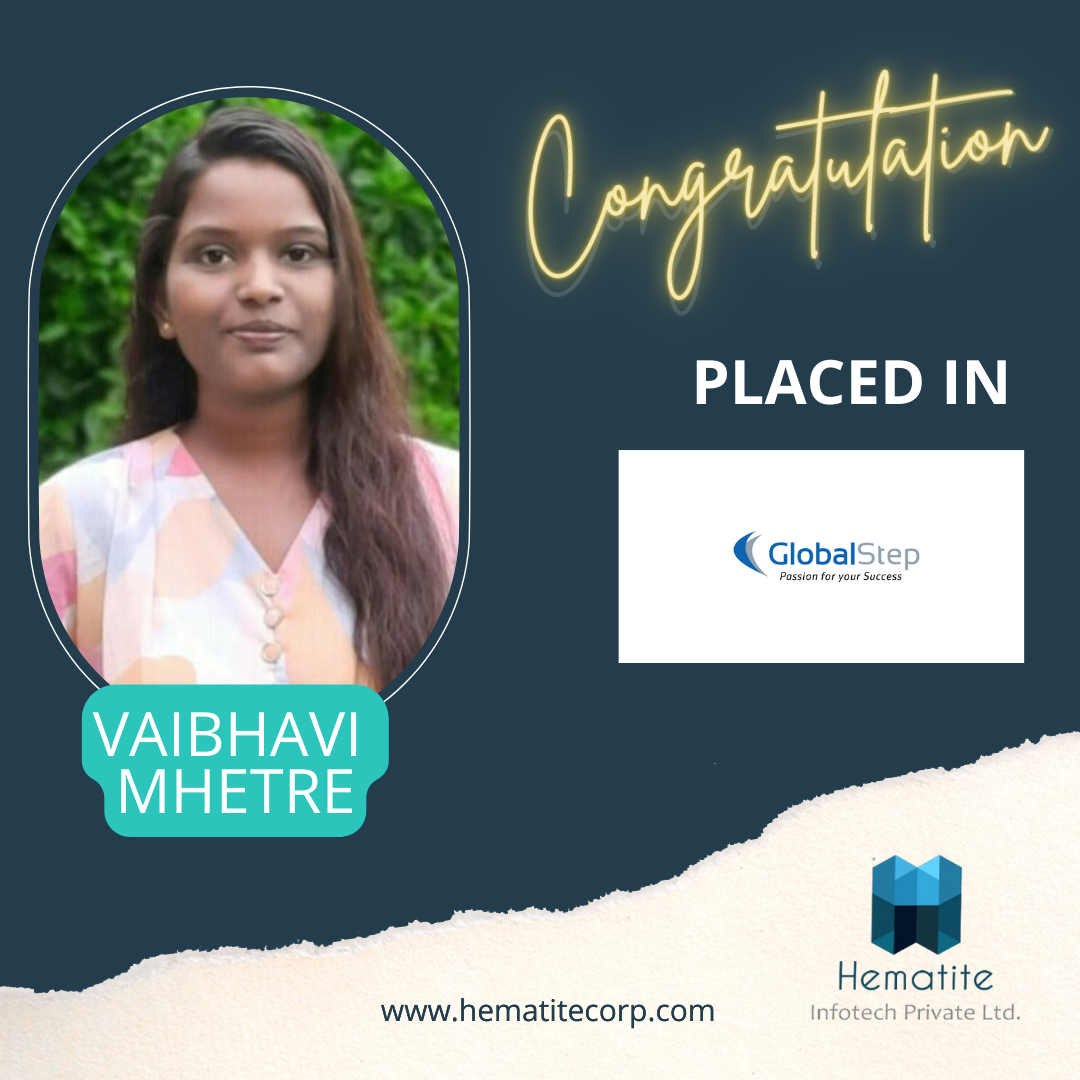 Congratulation
PLACED IN
GlobalStep
Passion for your Success
VAIBHAVI
MHETRE
Hematite
Infotech Private Ltd.
www.hematitecorp.com